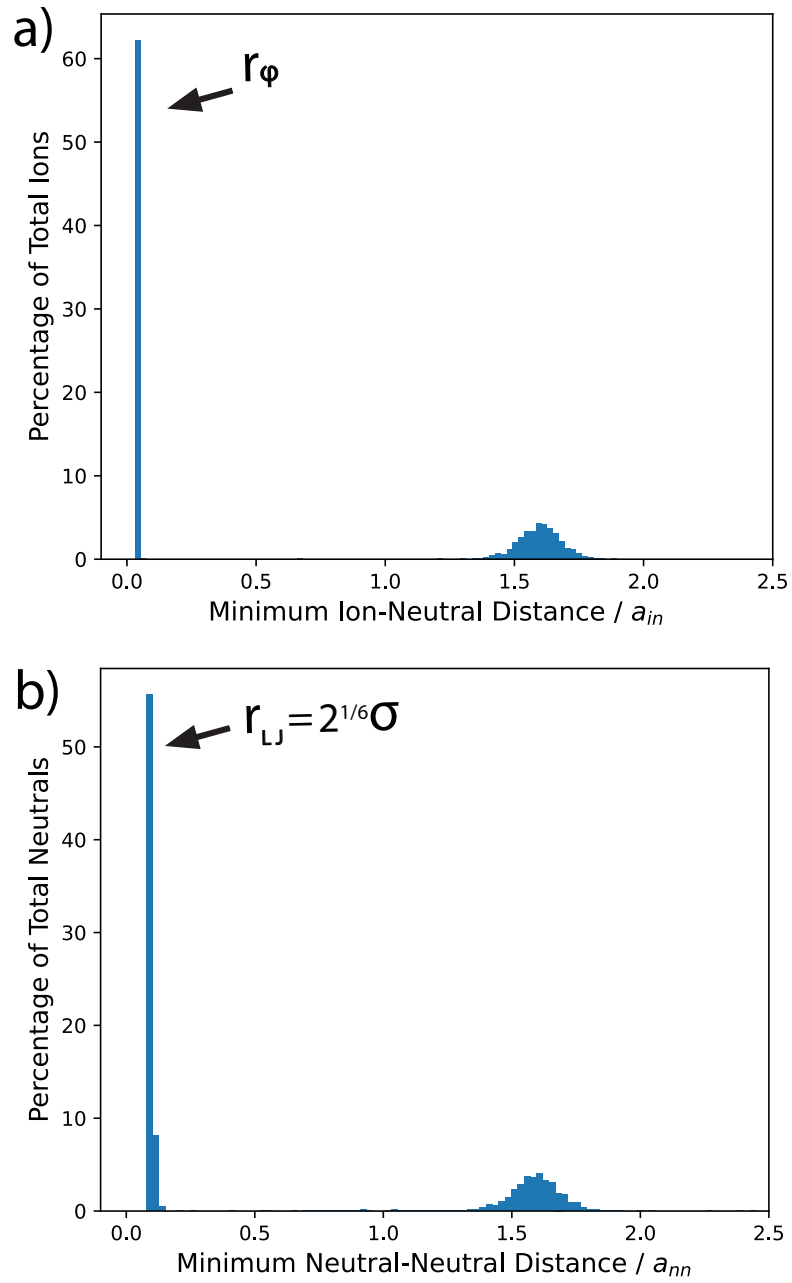 a)
60
50
40
30
20
10
0
rφ
Percentage of Total Ions
0.0 0.5 1.0 1.5 2.0 2.5
Minimum Ion-Neutral Distance / a_in
b)
50
40
30
20
10
0
r_LJ = 2^1/6 σ
Percentage of Total Neutrals
0.0 0.5 1.0 1.5 2.0 2.5
Minimum Neutral-Neutral Distance / a_nn